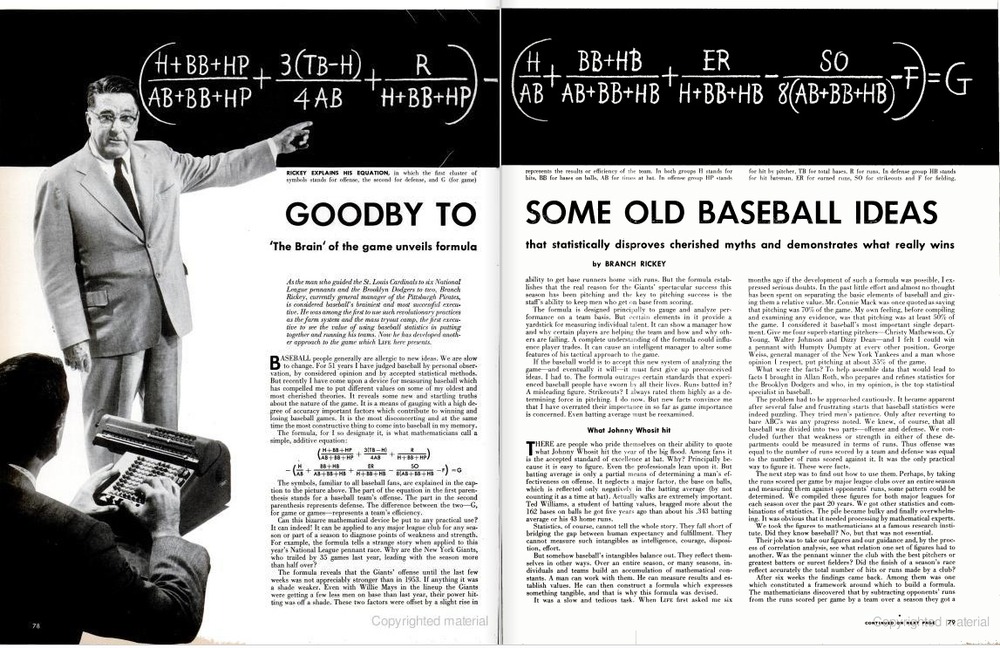 (H+BB+HP / AB+BB+HP + 3(TB-H) / 4AB + R / H+BB+HP) - (H / AB + BB+HB / AB+BB+HB + ER / H+BB+HB - SO / 8(AB+BB+HB) - F) = G
RICKEY EXPLAINS HIS EQUATION, in which the first cluster of
symbols stands for offense, the second for defense, and G (for game)
represents the results or efficiency of the team. In both groups H stands for
hits, BB for bases on balls, AB for times at bat. In offense group HP stands
for hit by pitcher, TB for total bases, R for runs. In defense group HB stands
for hit batsman, ER for earned runs, SO for strikeouts and F for fielding.
GOODBY TO SOME OLD BASEBALL IDEAS
'The Brain' of the game unveils formula that statistically disproves cherished myths and demonstrates what really wins
by BRANCH RICKEY
As the man who guided the St. Louis Cardinals to six National
League pennants and the Brooklyn Dodgers to two, Branch
Rickey, currently general manager of the Pittsburgh Pirates,
is considered baseball's brainiest and most successful execu-
tive. He was among the first to use such revolutionary practices
as the farm system and the mass tryout camp, the first execu-
tive to see the value of using baseball statistics in putting
together and running his teams. Now he has developed anoth-
er approach to the game which LIFE here presents.
BASEBALL people generally are allergic to new ideas. We are slow
to change. For 51 years I have judged baseball by personal obser-
vation, by considered opinion and by accepted statistical methods.
But recently I have come upon a device for measuring baseball which
has compelled me to put different values on some of my oldest and
most cherished theories. It reveals some new and startling truths
about the nature of the game. It is a means of gauging with a high de-
gree of accuracy important factors which contribute to winning and
losing baseball games. It is the most disconcerting and at the same
time the most constructive thing to come into baseball in my memory.
The formula, for I so designate it, is what mathematicians call a
simple, additive equation:
(H+BB+HP / AB+BB+HP + 3(TB-H) / 4AB + R / H+BB+HP)
- (H / AB + BB+HB / AB+BB+HB + ER / H+BB+HB - SO / 8(AB+BB+HB) - F) = G
The symbols, familiar to all baseball fans, are explained in the cap-
tion to the picture above. The part of the equation in the first paren-
thesis stands for a baseball team's offense. The part in the second
parenthesis represents defense. The difference between the two—G,
for game or games—represents a team's efficiency.
Can this bizarre mathematical device be put to any practical use?
It can indeed! It can be applied to any major league club for any sea-
son or part of a season to diagnose points of weakness and strength.
For example, the formula tells a strange story when applied to this
year's National League pennant race. Why are the New York Giants,
who trailed by 35 games last year, leading with the season more
than half over?
The formula reveals that the Giants' offense until the last few
weeks was not appreciably stronger than in 1953. If anything it was
a shade weaker. Even with Willie Mays in the lineup the Giants
were getting a few less men on base than last year, their power hit-
ting was off a shade. These two factors were offset by a slight rise in
78
ability to get base runners home with runs. But the formula estab-
lishes that the real reason for the Giants' spectacular success this
season has been pitching and the key to pitching success is the
staff's ability to keep men who get on base from scoring.
The formula is designed principally to gauge and analyze per-
formance on a team basis. But certain elements in it provide a
yardstick for measuring individual talent. It can show a manager how
and why certain players are helping the team and how and why oth-
ers are failing. A complete understanding of the formula could influ-
ence player trades. It can cause an intelligent manager to alter some
features of his tactical approach to the game.
If the baseball world is to accept this new system of analyzing the
game—and eventually it will—it must first give up preconceived
ideas. I had to. The formula outrages certain standards that experi-
enced baseball people have sworn by all their lives. Runs batted in?
A misleading figure. Strikeouts? I always rated them highly as a de-
termining force in pitching. I do now. But new facts convince me
that I have overrated their importance in so far as game importance
is concerned. Even batting average must be reexamined.
What Johnny Whosit hit
THERE are people who pride themselves on their ability to quote
what Johnny Whosit hit the year of the big flood. Among fans it
is the accepted standard of excellence at bat. Why? Principally be-
cause it is easy to figure. Even the professionals lean upon it. But
batting average is only a partial means of determining a man's ef-
fectiveness on offense. It neglects a major factor, the base on balls,
which is reflected only negatively in the batting average (by not
counting it as a time at bat). Actually walks are extremely important.
Ted Williams, a student of batting values, bragged more about the
162 bases on balls he got five years ago than about his .343 batting
average or his 43 home runs.
Statistics, of course, cannot tell the whole story. They fall short of
bridging the gap between human expectancy and fulfillment. They
cannot measure such intangibles as intelligence, courage, disposi-
tion, effort.
But somehow baseball's intangibles balance out. They reflect them-
selves in other ways. Over an entire season, or many seasons, in-
dividuals and teams build an accumulation of mathematical con-
stants. A man can work with them. He can measure results and es-
tablish values. He can then construct a formula which expresses
something tangible, and that is why this formula was devised.
It was a slow and tedious task. When LIFE first asked me six
months ago if the development of such a formula was possible, I ex-
pressed serious doubts. In the past little effort and almost no thought
has been spent on separating the basic elements of baseball and giv-
ing them a relative value. Mr. Connie Mack was once quoted as saying
that pitching was 70% of the game. My own feeling, before compiling
and examining any evidence, was that pitching was at least 50% of
the game. I considered it baseball's most important single depart-
ment. Give me four superb starting pitchers—Christy Mathewson, Cy
Young, Walter Johnson and Dizzy Dean—and I felt I could win
a pennant with Humpty Dumpty at every other position. George
Weiss, general manager of the New York Yankees and a man whose
opinion I respect, put pitching at about 35% of the game.
What were the facts? To help assemble data that would lead to
facts I brought in Allan Roth, who prepares and refines statistics for
the Brooklyn Dodgers and who, in my opinion, is the top statistical
specialist in baseball.
The problem had to be approached cautiously. It became apparent
after several false and frustrating starts that baseball statistics were
indeed puzzling. They tried men's patience. Only after reverting to
bare ABC's was any progress noted. We knew, of course, that all
baseball was divided into two parts—offense and defense. We con-
cluded further that weakness or strength in either of these de-
partments could be measured in terms of runs. Thus offense was
equal to the number of runs scored by a team and defense was equal
to the number of runs scored against it. It was the only practical
way to figure it. These were facts.
The next step was to find out how to use them. Perhaps, by taking
the runs scored per game by major league clubs over an entire season
and measuring them against opponents' runs, some pattern could be
determined. We compiled these figures for both major leagues for
each season over the past 20 years. We got other statistics and com-
binations of statistics. The pile became bulky and finally overwhelm-
ing. It was obvious that it needed processing by mathematical experts.
We took the figures to mathematicians at a famous research insti-
tute. Did they know baseball? No, but that was not essential.
Their job was to take our figures and our guidance and, by the proc-
ess of correlation analysis, see what relation one set of figures had to
another. Was the pennant winner the club with the best pitchers or
greatest batters or surest fielders? Did the finish of a season's race
reflect accurately the total number of hits or runs made by a club?
After six weeks the findings came back. Among them was one
which constituted a framework around which to build a formula.
The mathematicians discovered that by subtracting opponents' runs
from the runs scored per game by a team over a season they got a
CONTINUED ON NEXT PAGE 79
Copyrighted material
Copyrighted material